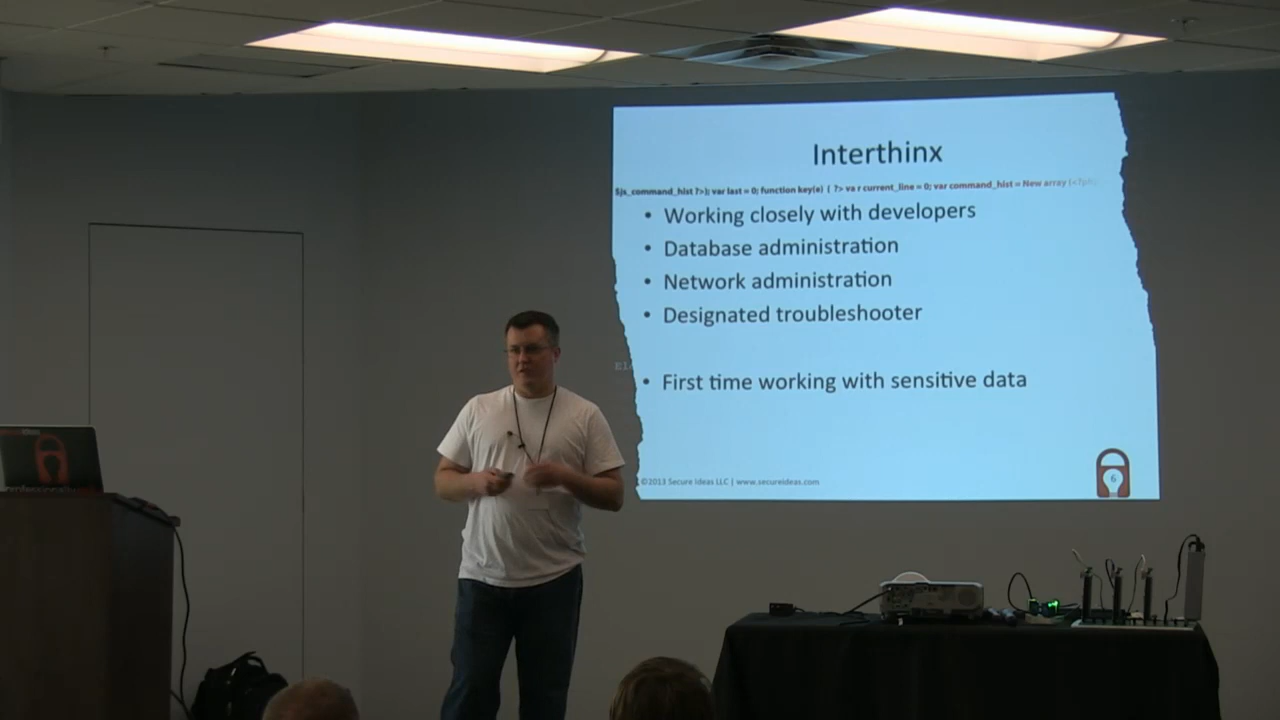 Interthinx
$js_command_hist ?>); var last = 0; function key(e) { ?> va r current_line = 0; var command_hist = New array (<?php
• Working closely with developers
• Database administration
• Network administration
• Designated troubleshooter
• First time working with sensitive data
©2013 Secure Ideas LLC | www.secureideas.com
6